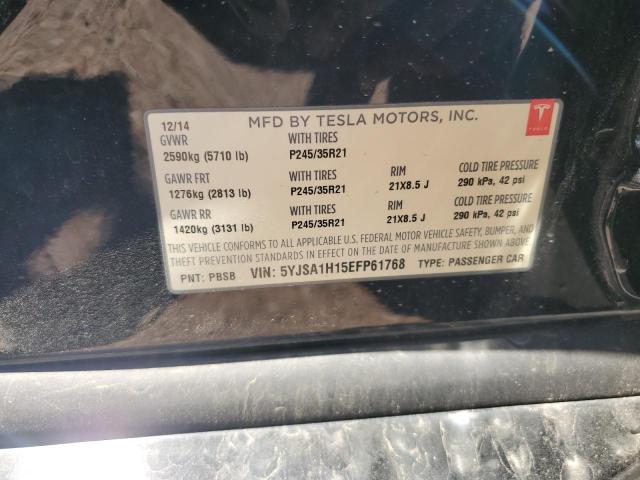 12/14 MFD BY TESLA MOTORS, INC.
TESLA
GVWR WITH TIRES
2590kg (5710 lb) P245/35R21
GAWR FRT WITH TIRES RIM COLD TIRE PRESSURE
1276kg (2813 lb) P245/35R21 21X8.5 J 290 kPa, 42 psi
GAWR RR WITH TIRES RIM COLD TIRE PRESSURE
1420kg (3131 lb) P245/35R21 21X8.5 J 290 kPa, 42 psi
THIS VEHICLE CONFORMS TO ALL APPLICABLE U.S. FEDERAL MOTOR VEHICLE SAFETY, BUMPER, AND
THEFT PREVENTION STANDARDS IN EFFECT ON THE DATE OF MANUFACTURE SHOWN ABOVE.
PNT: PBSB VIN: 5YJSA1H15EFP61768 TYPE: PASSENGER CAR